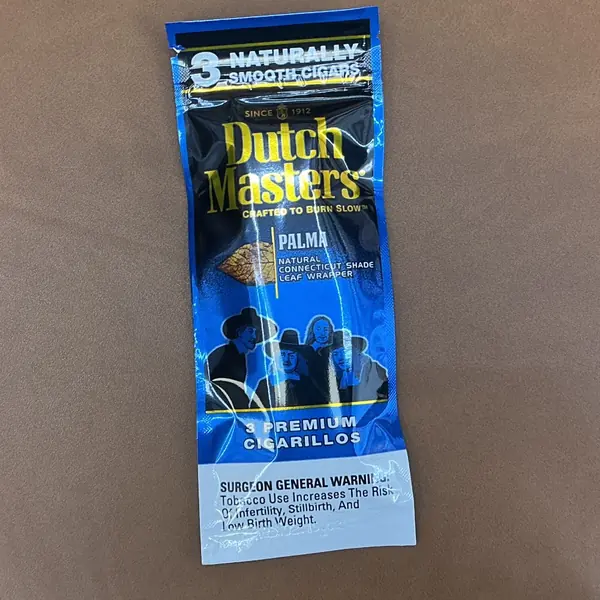 3 NATURALLY
SMOOTH CIGARS
SINCE 1912
Dutch
Masters
CRAFTED TO BURN SLOW™
PALMA
NATURAL
CONNECTICUT SHADE
LEAF WRAPPER
3 PREMIUM
CIGARILLOS
SURGEON GENERAL WARNING:
Tobacco Use Increases The Risk
Of Infertility, Stillbirth, And
Low Birth Weight.